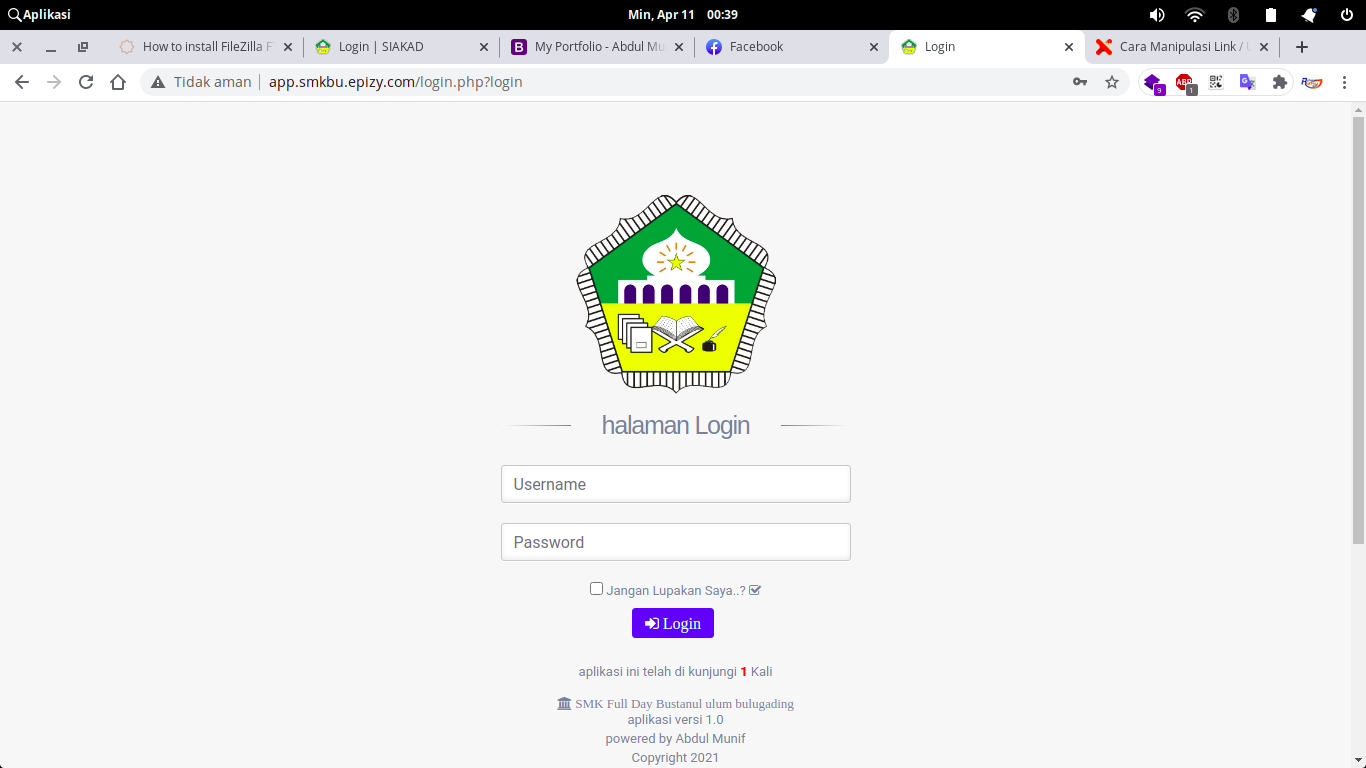 Aplikasi
Min, Apr 11 00:39
How to install FileZilla F
Login | SIAKAD
My Portfolio - Abdul Mu
Facebook
Login
Cara Manipulasi Link /
Tidak aman
app.smkbu.epizy.com/login.php?login
9
ABP
1
halaman Login
Username
Password
Jangan Lupakan Saya..?
Login
aplikasi ini telah di kunjungi 1 Kali
SMK Full Day Bustanul ulum bulugading
aplikasi versi 1.0
powered by Abdul Munif
Copyright 2021